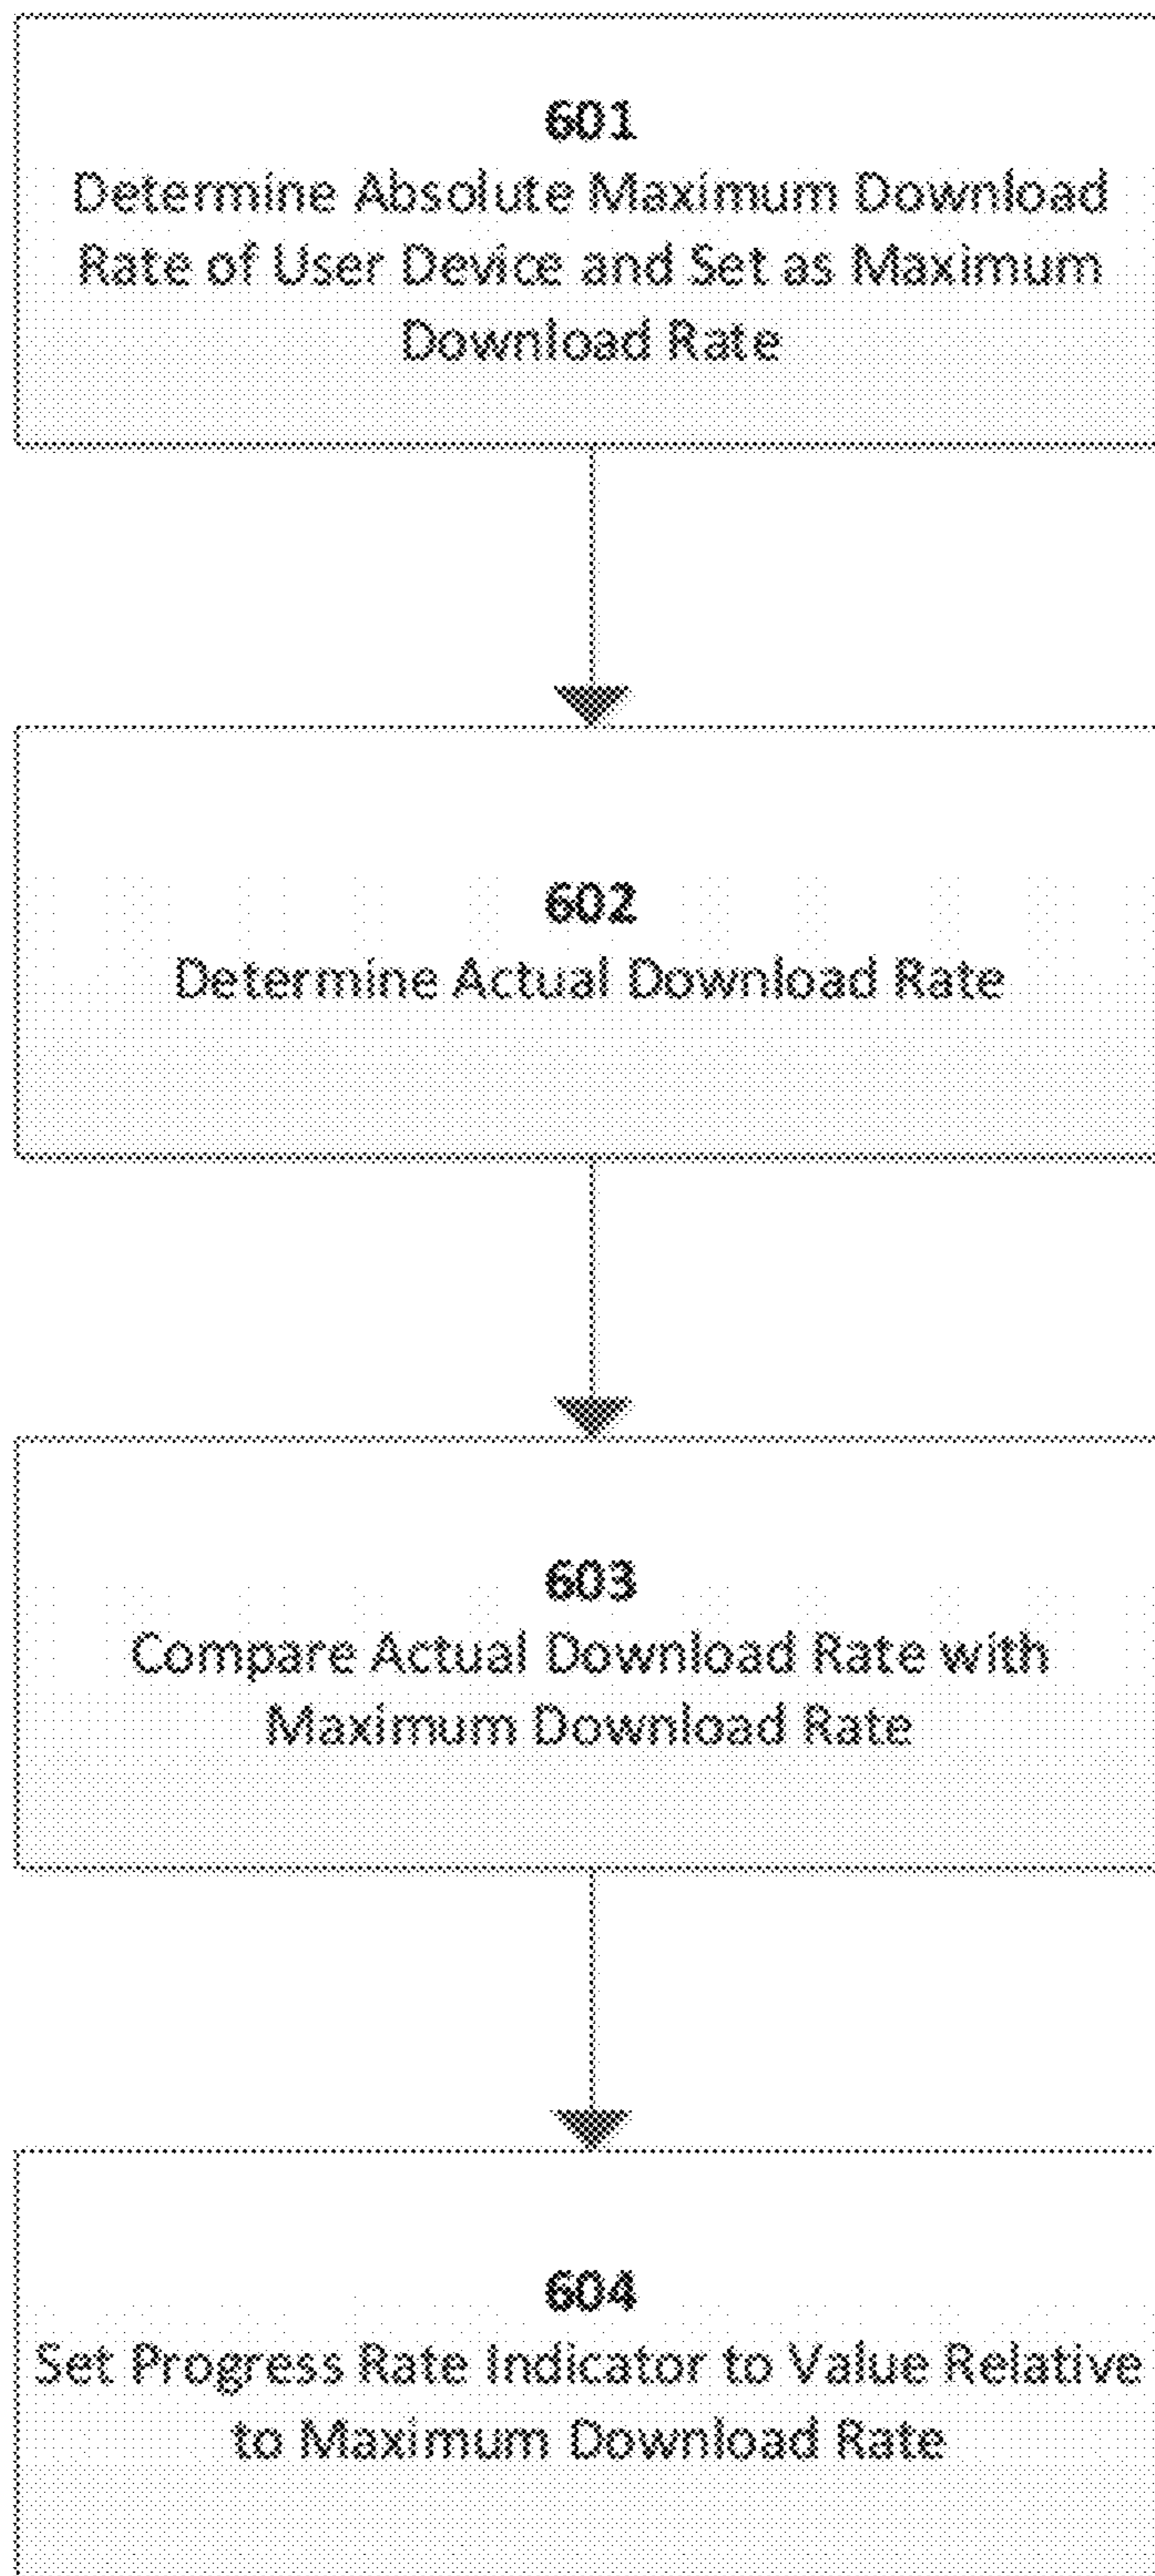 601
Determine Absolute Maximum Download
Rate of User Device and Set as Maximum
Download Rate
602
Determine Actual Download Rate
603
Compare Actual Download Rate with
Maximum Download Rate
604
Set Progress Rate Indicator to Value Relative
to Maximum Download Rate